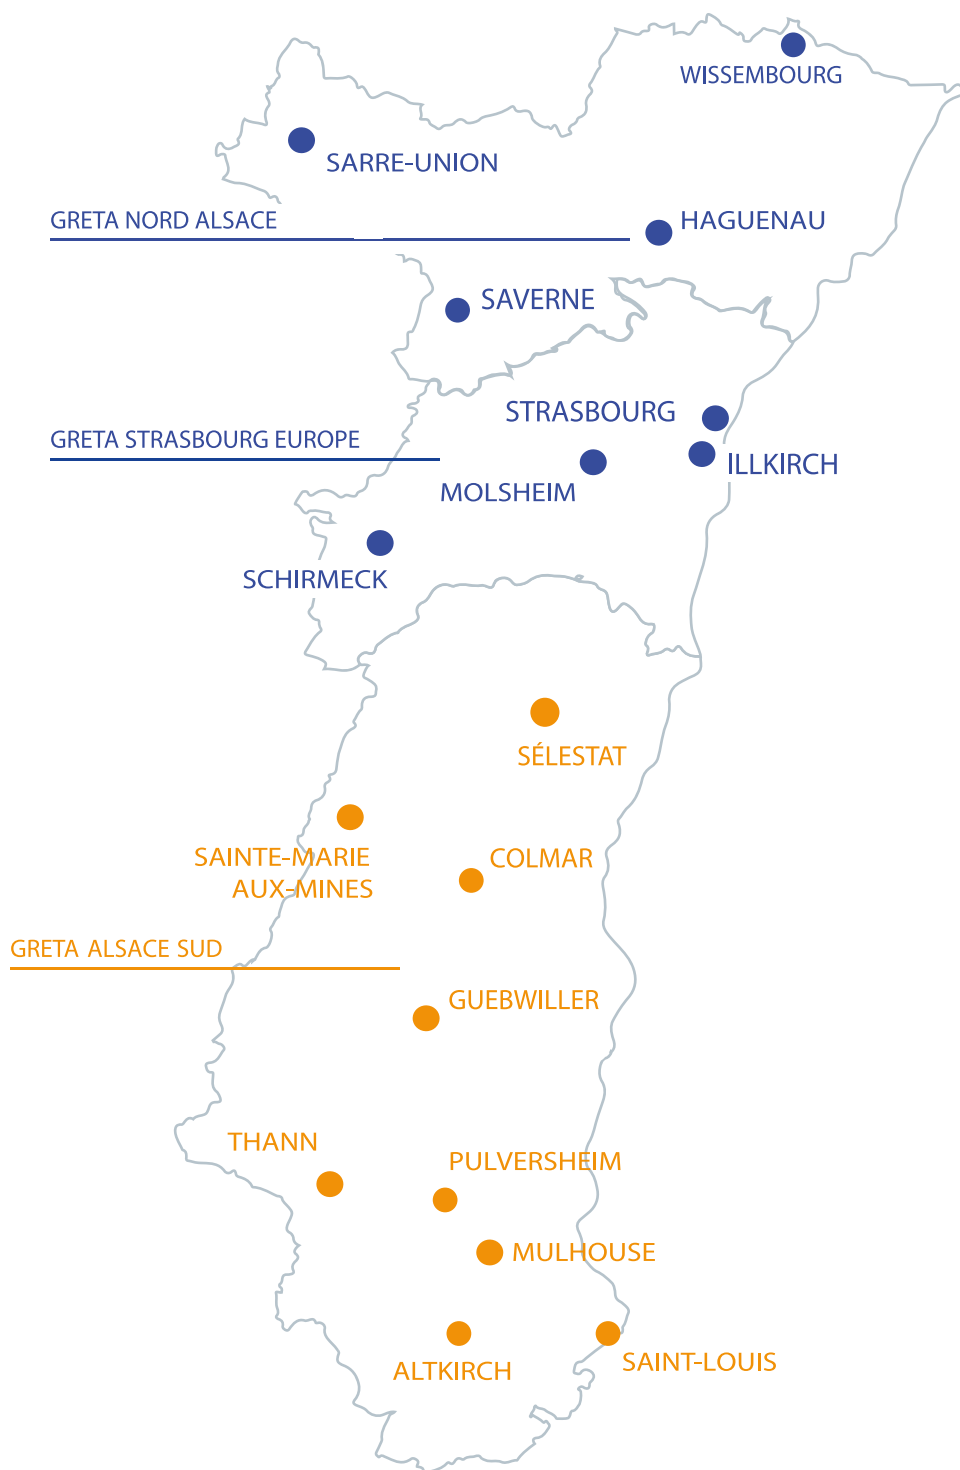 WISSEMBOURG
SARRE-UNION
GRETA NORD ALSACE
HAGUENAU
SAVERNE
STRASBOURG
GRETA STRASBOURG EUROPE
ILLKIRCH
MOLSHEIM
SCHIRMECK
SÉLESTAT
SAINTE-MARIE
AUX-MINES
COLMAR
GRETA ALSACE SUD
GUEBWILLER
THANN
PULVERSHEIM
MULHOUSE
SAINT-LOUIS
ALTKIRCH